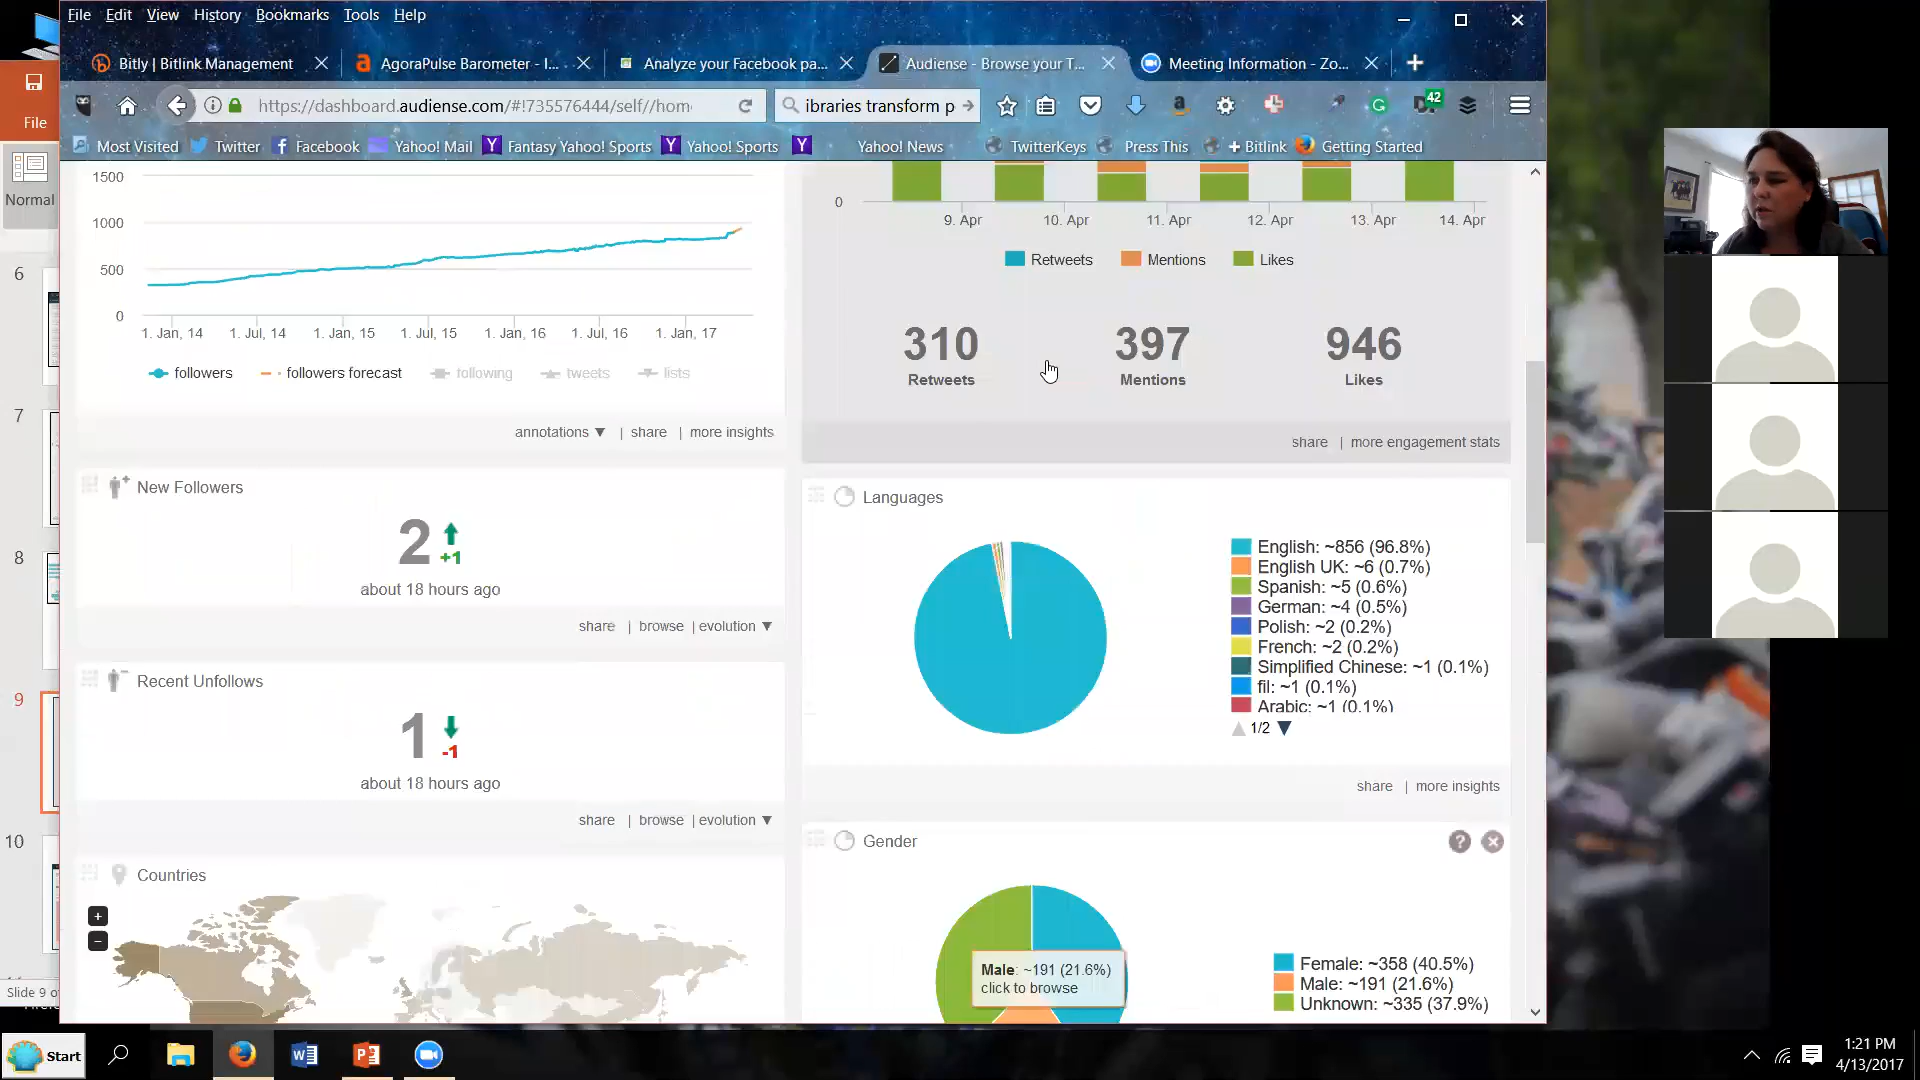 File Edit View History Bookmarks Tools Help
Bitly | Bitlink Management
AgoraPulse Barometer - I...
Analyze your Facebook pa...
Audiense - Browse your T...
Meeting Information - Zo...
https://dashboard.audiense.com/#!735576444/self//hom
ibraries transform p
42
Most Visited Twitter Facebook Yahoo! Mail Fantasy Yahoo! Sports Yahoo! Sports Yahoo! News TwitterKeys Press This + Bitlink Getting Started
File
Normal
6
7
8
9
10
Slide 9 of
1500
1000
500
0
1. Jan, 14 1. Jul, 14 1. Jan, 15 1. Jul, 15 1. Jan, 16 1. Jul, 16 1. Jan, 17
followers followers forecast following tweets lists
annotations ▼ | share | more insights
0
9. Apr 10. Apr 11. Apr 12. Apr 13. Apr 14. Apr
Retweets Mentions Likes
310 397 946
Retweets Mentions Likes
share | more engagement stats
New Followers
2
+1
about 18 hours ago
share | browse | evolution ▼
Recent Unfollows
1
-1
about 18 hours ago
share | browse | evolution ▼
Countries
+
−
Languages
English: ~856 (96.8%)
English UK: ~6 (0.7%)
Spanish: ~5 (0.6%)
German: ~4 (0.5%)
Polish: ~2 (0.2%)
French: ~2 (0.2%)
Simplified Chinese: ~1 (0.1%)
fil: ~1 (0.1%)
Arabic: ~1 (0.1%)
1/2
share | more insights
Gender
Male: ~191 (21.6%)
click to browse
Female: ~358 (40.5%)
Male: ~191 (21.6%)
Unknown: ~335 (37.9%)
Start
1:21 PM
4/13/2017